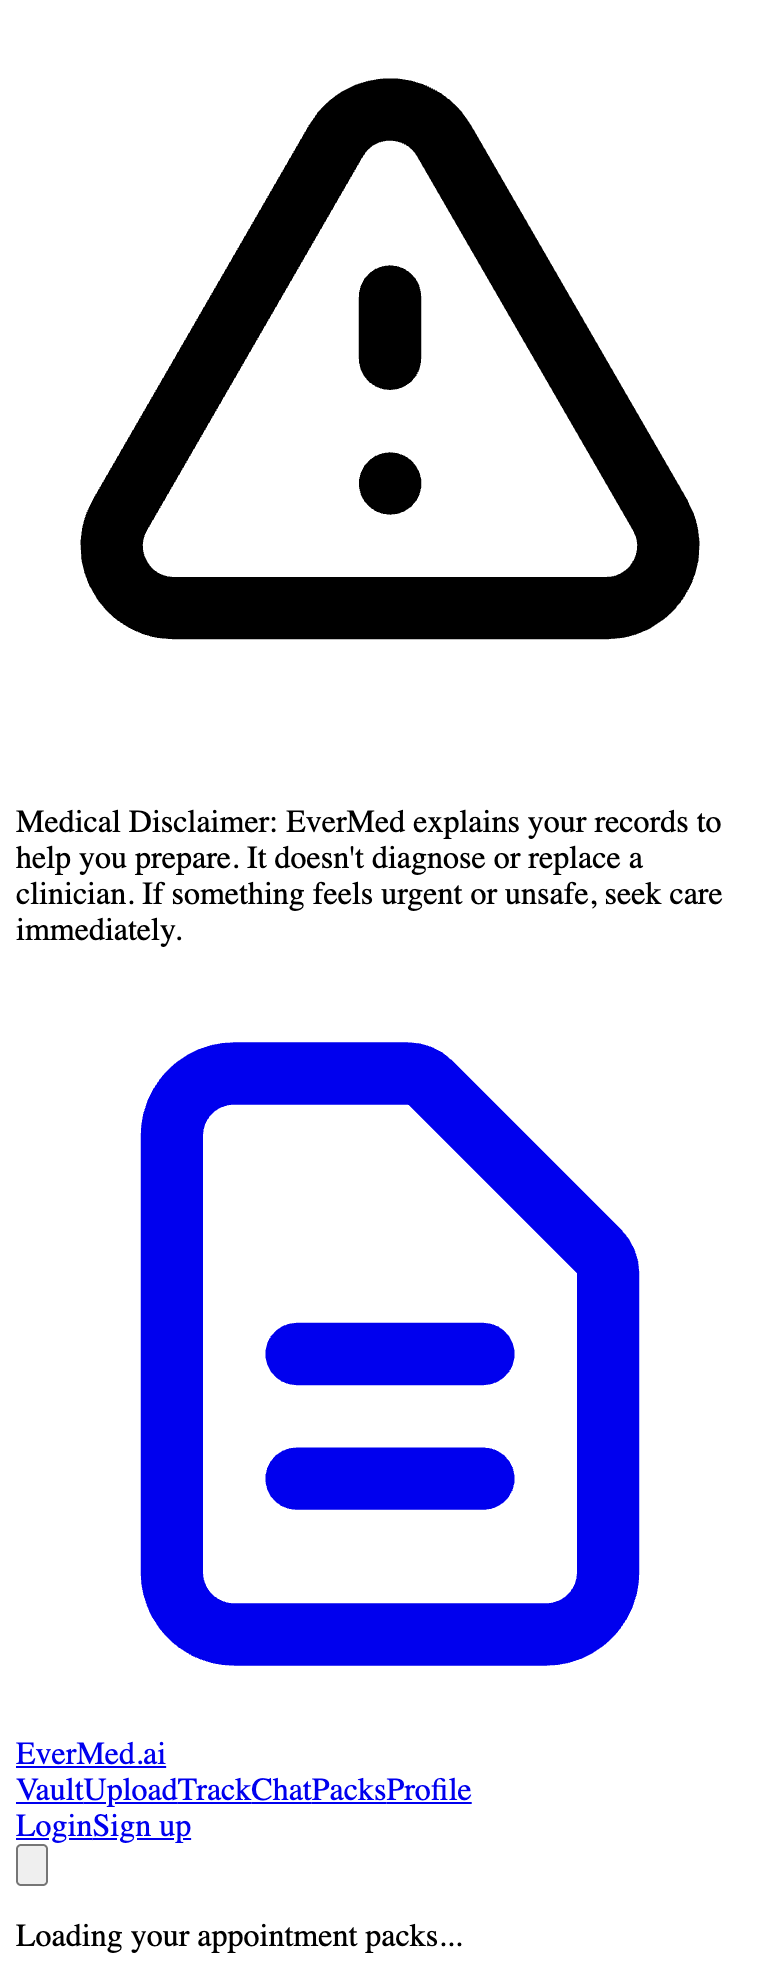 Medical Disclaimer: EverMed explains your records to
help you prepare. It doesn't diagnose or replace a
clinician. If something feels urgent or unsafe, seek care
immediately.
EverMed.ai
VaultUploadTrackChatPacksProfile
LoginSign up
Loading your appointment packs...